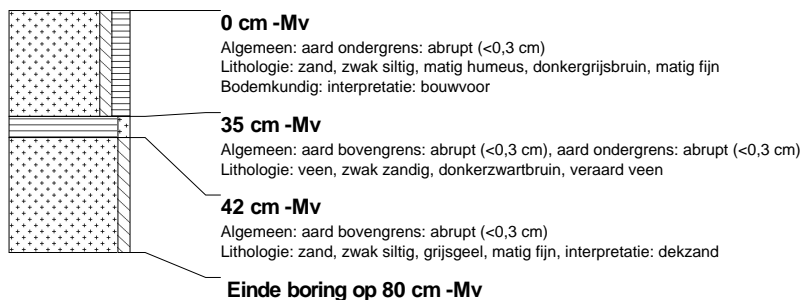 0 cm -Mv
Algemeen: aard ondergrens: abrupt (<0,3 cm)
Lithologie: zand, zwak siltig, matig humeus, donkergrijsbruin, matig fijn
Bodemkundig: interpretatie: bouwvoor
35 cm -Mv
Algemeen: aard bovengrens: abrupt (<0,3 cm), aard ondergrens: abrupt (<0,3 cm)
Lithologie: veen, zwak zandig, donkerzwartbruin, veraard veen
42 cm -Mv
Algemeen: aard bovengrens: abrupt (<0,3 cm)
Lithologie: zand, zwak siltig, grijsgeel, matig fijn, interpretatie: dekzand
Einde boring op 80 cm -Mv